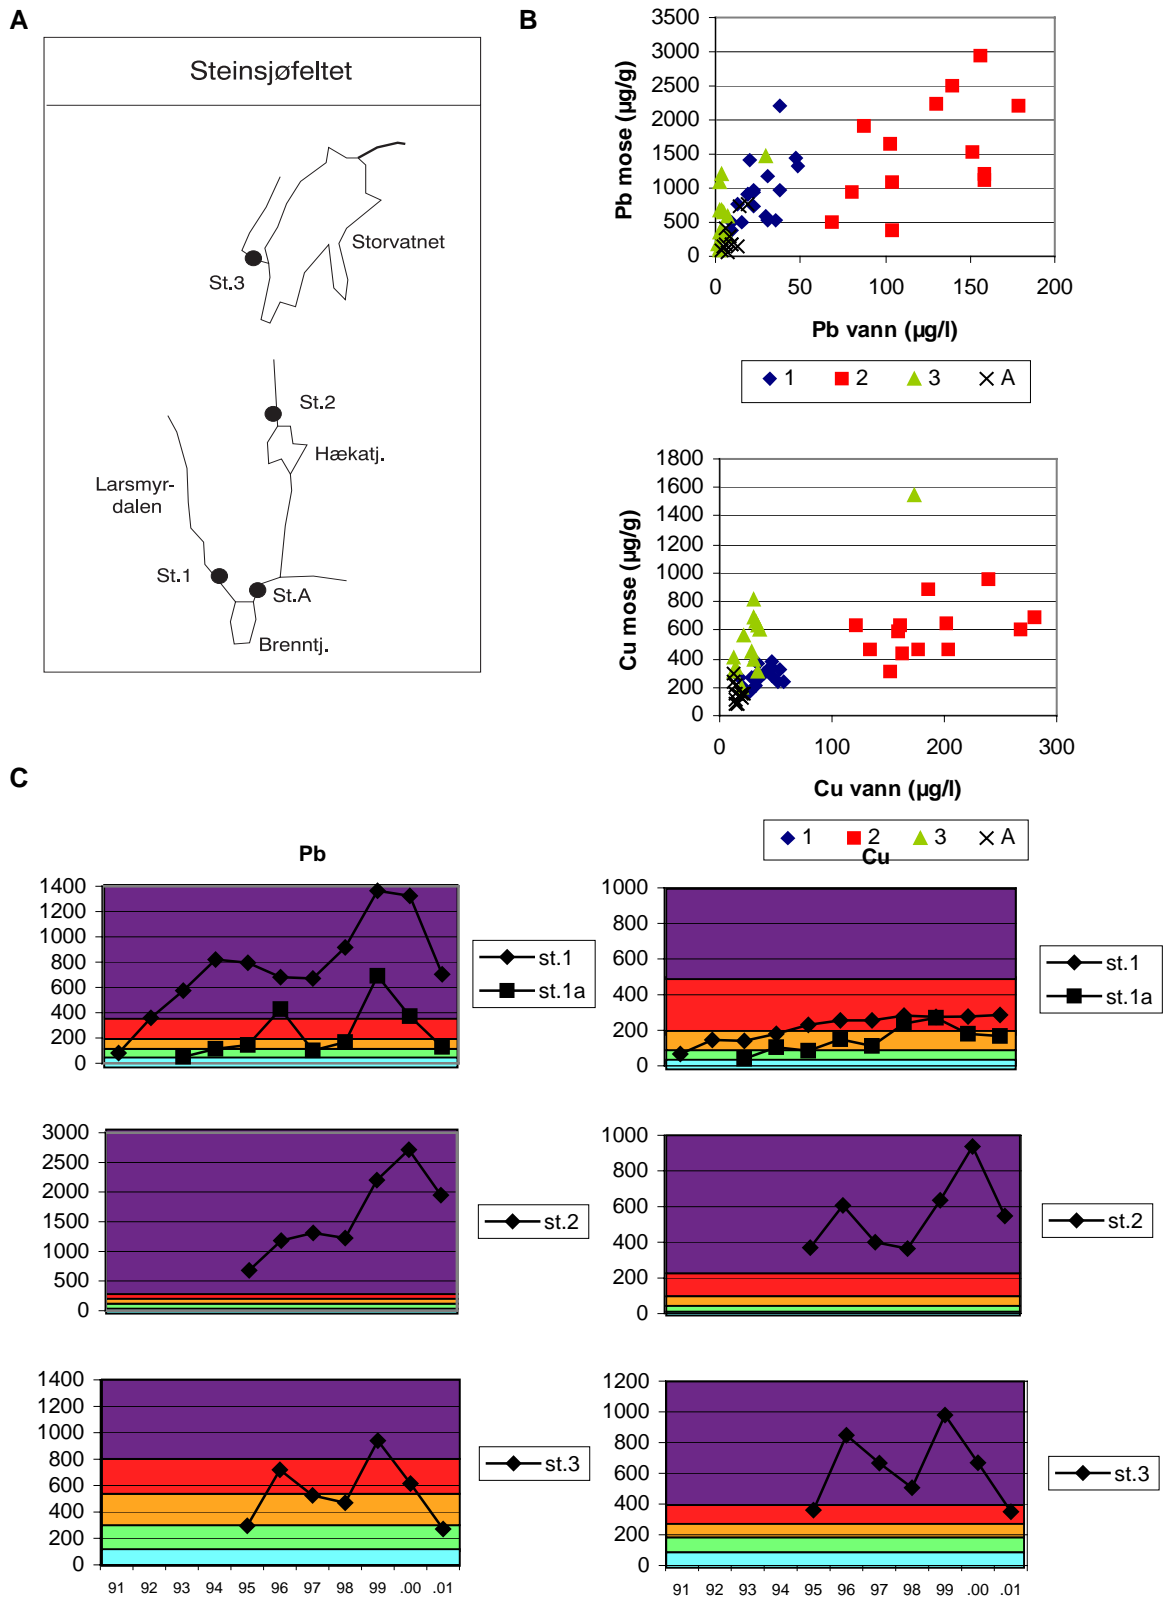 A
Steinsjøfeltet
Storvatnet
St.3
St.2
Hækatj.
Larsmyr-
dalen
St.1
St.A
Brenntj.
B
3500
3000
2500
2000
1500
1000
500
0
Pb mose (µg/g)
0 50 100 150 200
Pb vann (µg/l)
1 2 3 A
1800
1600
1400
1200
1000
800
600
400
200
0
Cu mose (µg/g)
0 100 200 300
Cu vann (µg/l)
1 2 3 A
C
Pb
1400
1200
1000
800
600
400
200
0
st.1
st.1a
Cu
1000
800
600
400
200
0
st.1
st.1a
3000
2500
2000
1500
1000
500
0
st.2
1000
800
600
400
200
0
st.2
1400
1200
1000
800
600
400
200
0
91 92 93 94 95 96 97 98 99 .00 .01
st.3
1200
1000
800
600
400
200
0
91 92 93 94 95 96 97 98 99 .00 .01
st.3